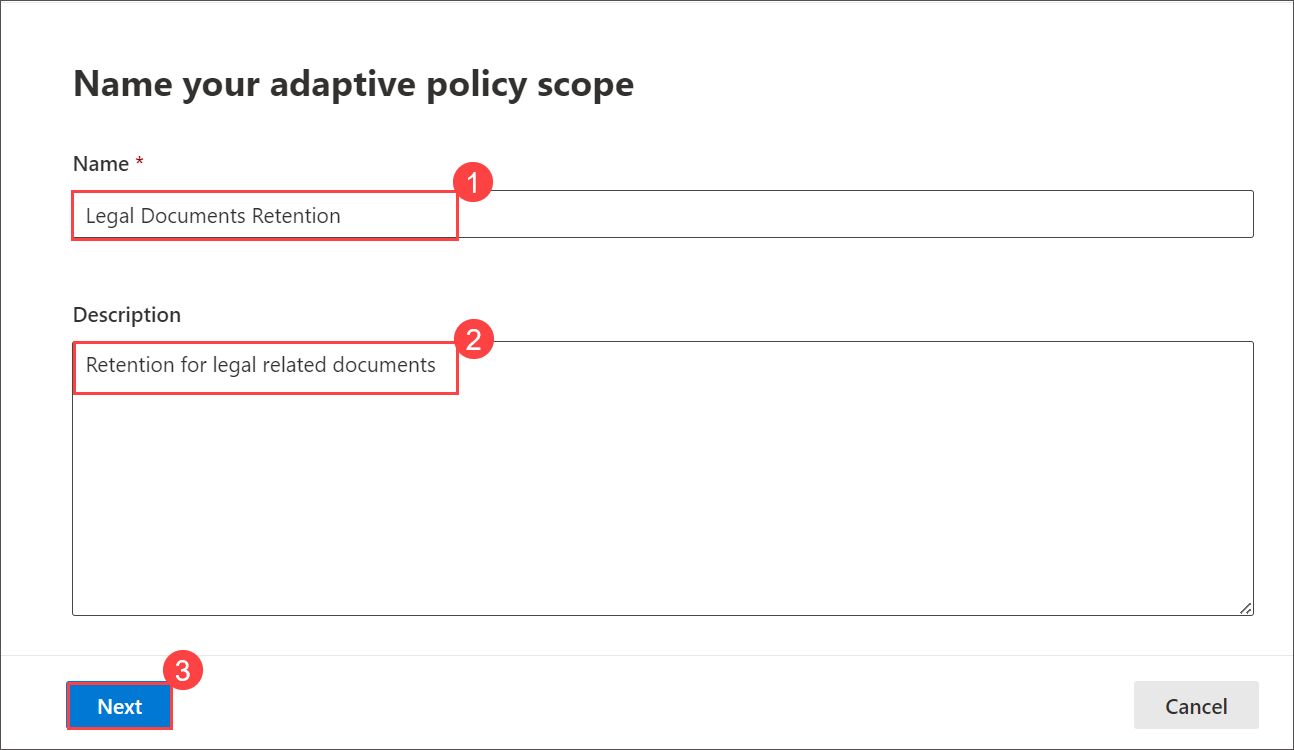 Name your adaptive policy scope
Name *
1
Legal Documents Retention
Description
2
Retention for legal related documents
3
Next
Cancel